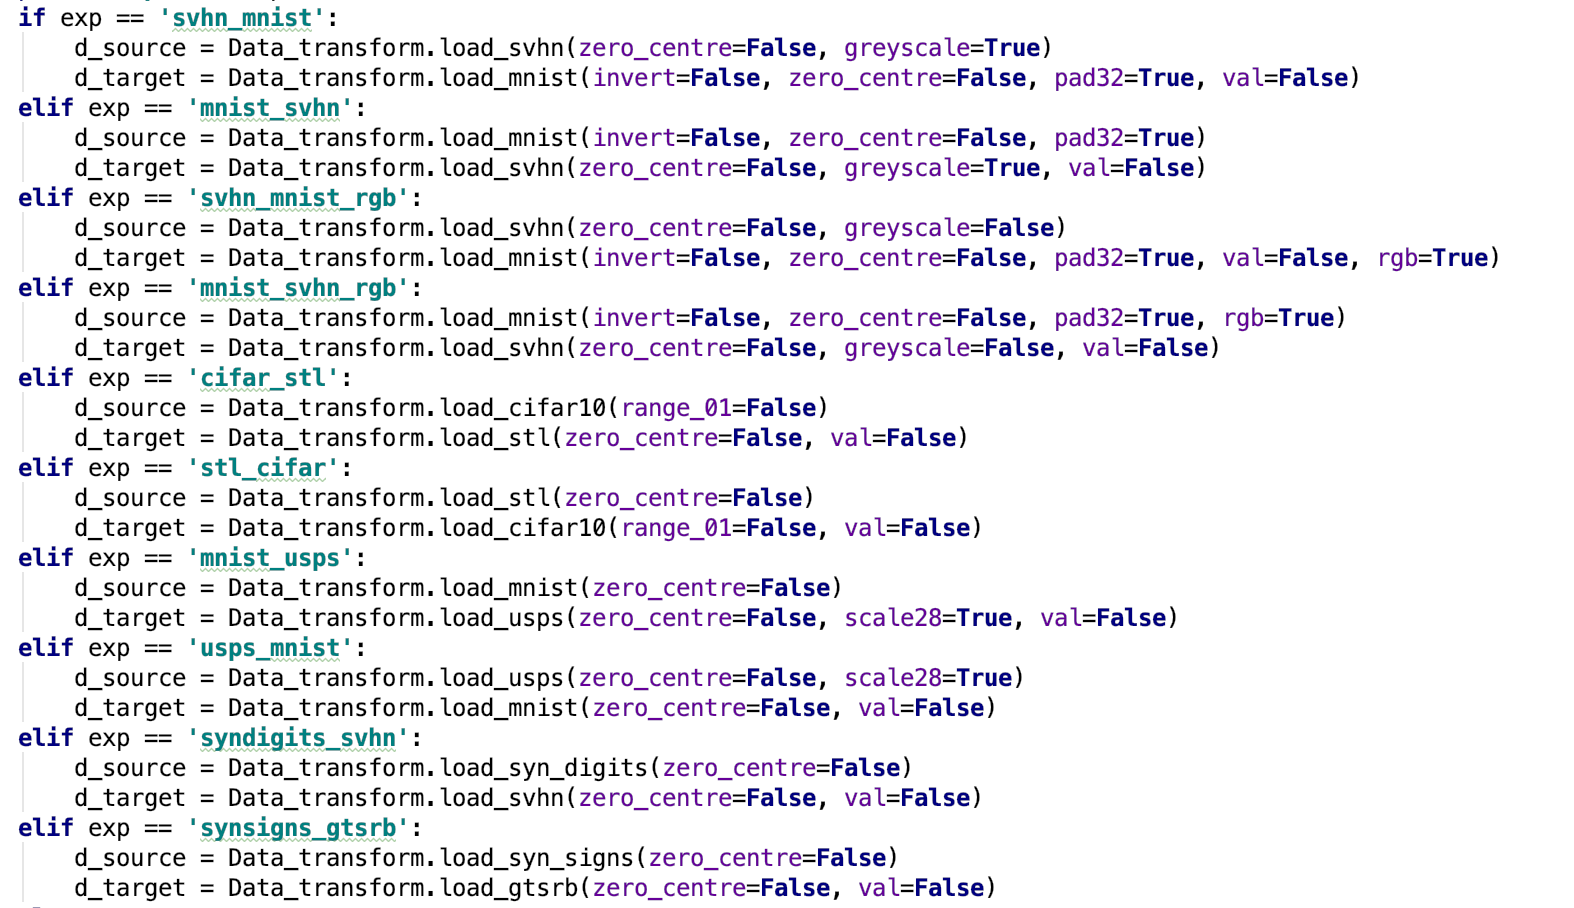 if exp == 'svhn_mnist':
    d_source = Data_transform.load_svhn(zero_centre=False, greyscale=True)
    d_target = Data_transform.load_mnist(invert=False, zero_centre=False, pad32=True, val=False)
elif exp == 'mnist_svhn':
    d_source = Data_transform.load_mnist(invert=False, zero_centre=False, pad32=True)
    d_target = Data_transform.load_svhn(zero_centre=False, greyscale=True, val=False)
elif exp == 'svhn_mnist_rgb':
    d_source = Data_transform.load_svhn(zero_centre=False, greyscale=False)
    d_target = Data_transform.load_mnist(invert=False, zero_centre=False, pad32=True, val=False, rgb=True)
elif exp == 'mnist_svhn_rgb':
    d_source = Data_transform.load_mnist(invert=False, zero_centre=False, pad32=True, rgb=True)
    d_target = Data_transform.load_svhn(zero_centre=False, greyscale=False, val=False)
elif exp == 'cifar_stl':
    d_source = Data_transform.load_cifar10(range_01=False)
    d_target = Data_transform.load_stl(zero_centre=False, val=False)
elif exp == 'stl_cifar':
    d_source = Data_transform.load_stl(zero_centre=False)
    d_target = Data_transform.load_cifar10(range_01=False, val=False)
elif exp == 'mnist_usps':
    d_source = Data_transform.load_mnist(zero_centre=False)
    d_target = Data_transform.load_usps(zero_centre=False, scale28=True, val=False)
elif exp == 'usps_mnist':
    d_source = Data_transform.load_usps(zero_centre=False, scale28=True)
    d_target = Data_transform.load_mnist(zero_centre=False, val=False)
elif exp == 'syndigits_svhn':
    d_source = Data_transform.load_syn_digits(zero_centre=False)
    d_target = Data_transform.load_svhn(zero_centre=False, val=False)
elif exp == 'synsigns_gtsrb':
    d_source = Data_transform.load_syn_signs(zero_centre=False)
    d_target = Data_transform.load_gtsrb(zero_centre=False, val=False)